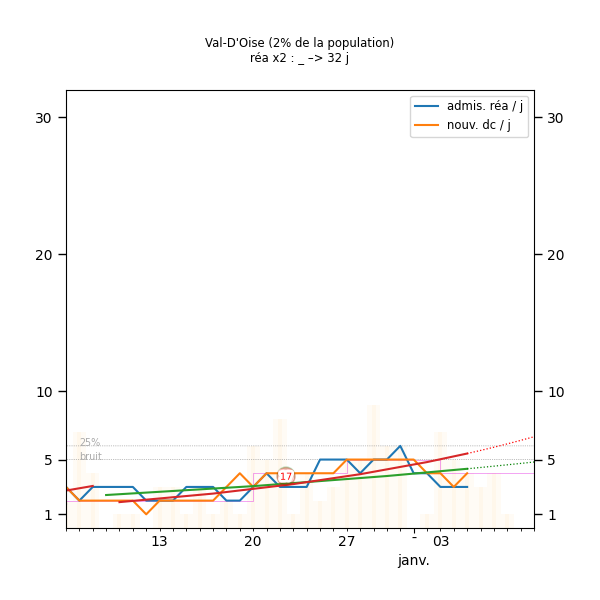 Val-D'Oise (2% de la population)
réa x2 : _ –> 32 j
admis. réa / j
nouv. dc / j
30
30
20
20
10
10
25%
bruit
5
5
17
1
1
13
20
27
-
03
janv.